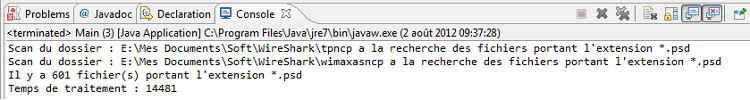 Problems @ Javadoc Declaration Console
<terminated> Main (3) [Java Application] C:\Program Files\Java\jre7\bin\javaw.exe (2 août 2012 09:37:28)
Scan du dossier : E:\Mes Documents\Soft\WireShark\tpncp a la recherche des fichiers portant l'extension *.psd
Scan du dossier : E:\Mes Documents\Soft\WireShark\wimaxasncp a la recherche des fichiers portant l'extension *.psd
Il y a 601 fichier(s) portant l'extension *.psd
Temps de traitement : 14481